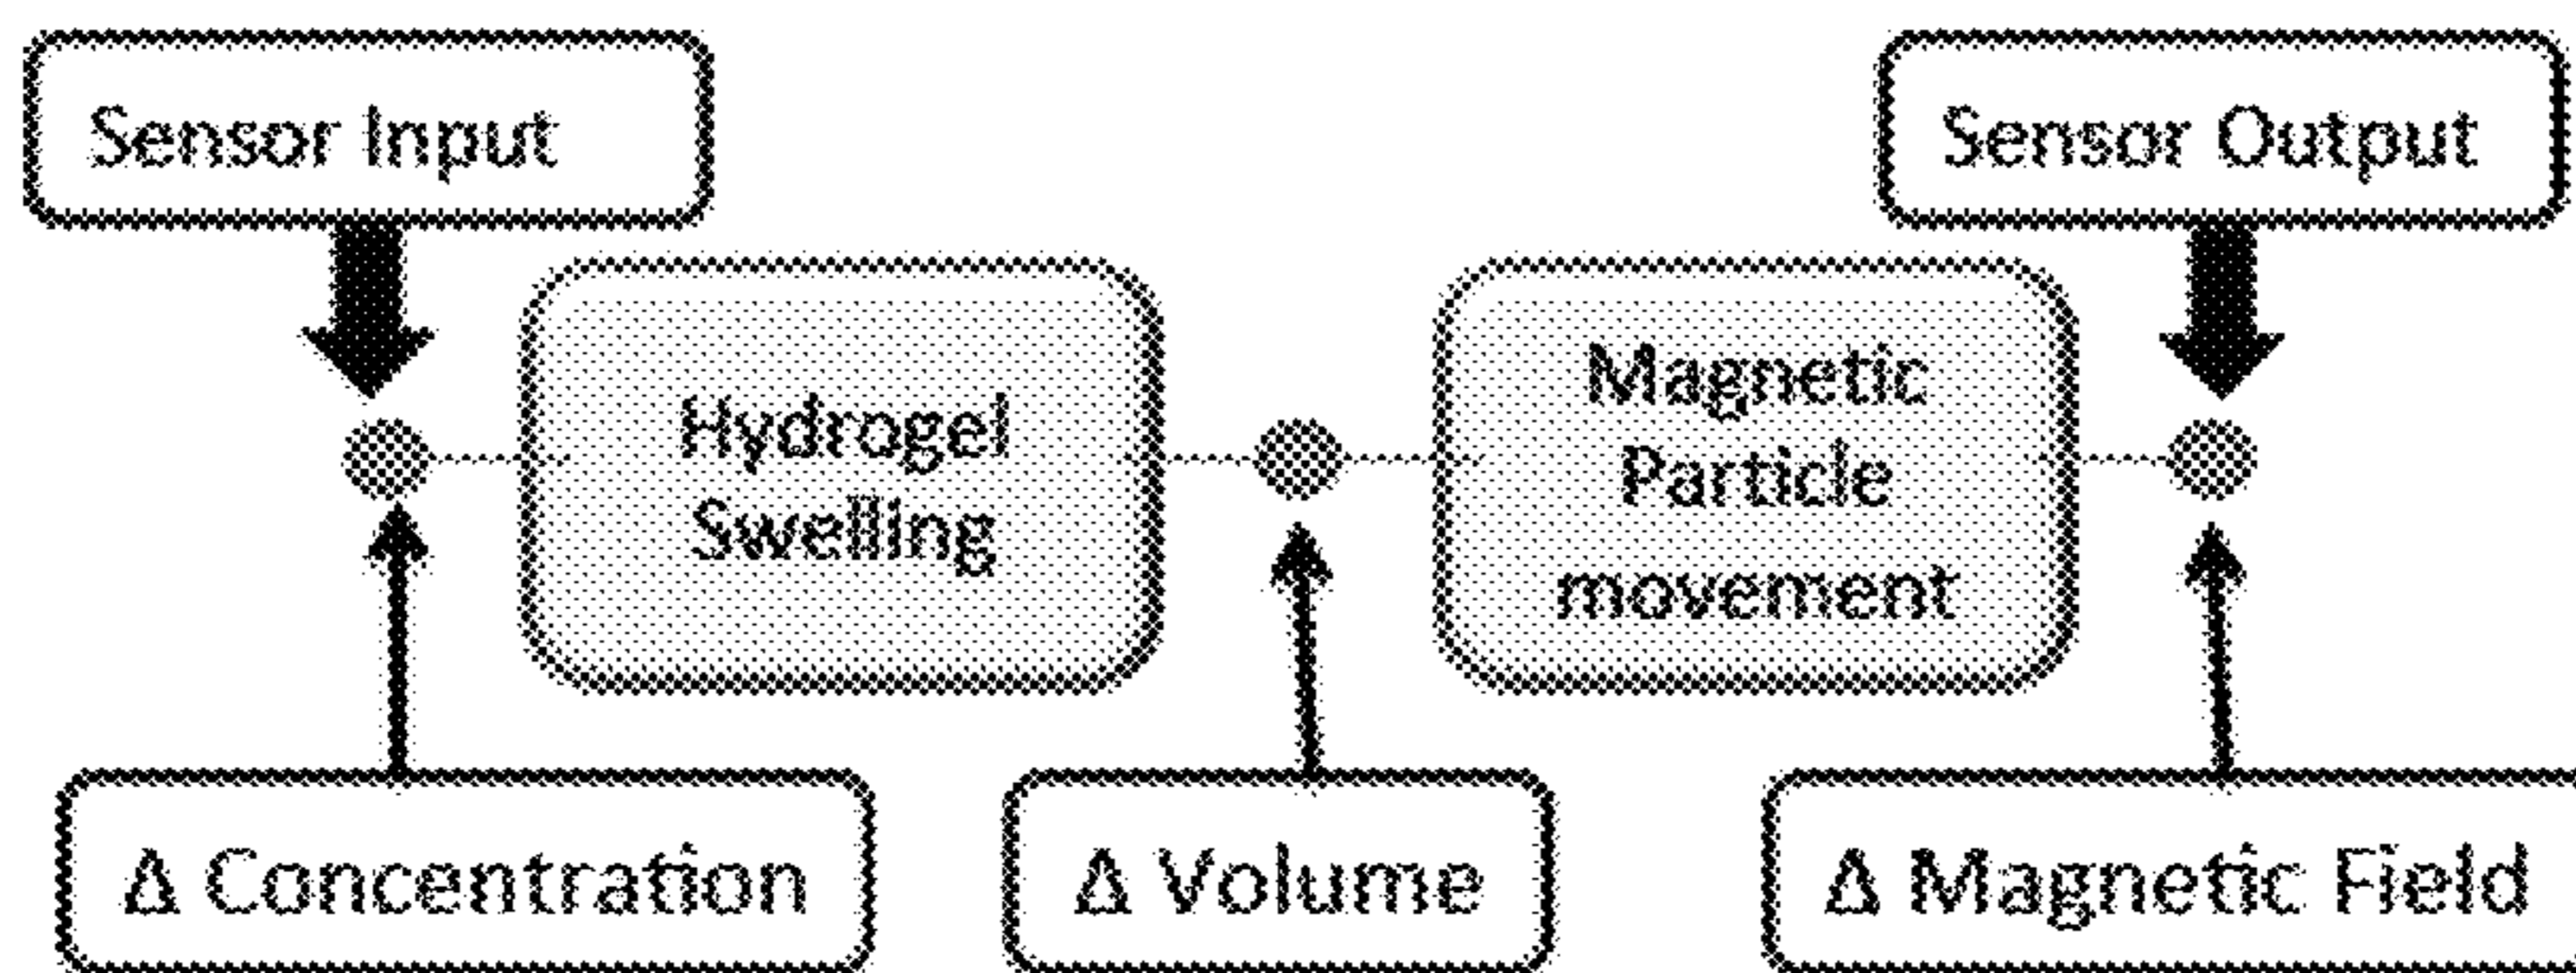 Sensor Input
Sensor Output
Hydrogel
Swelling
Magnetic
Particle
movement
Δ Concentration
Δ Volume
Δ Magnetic Field